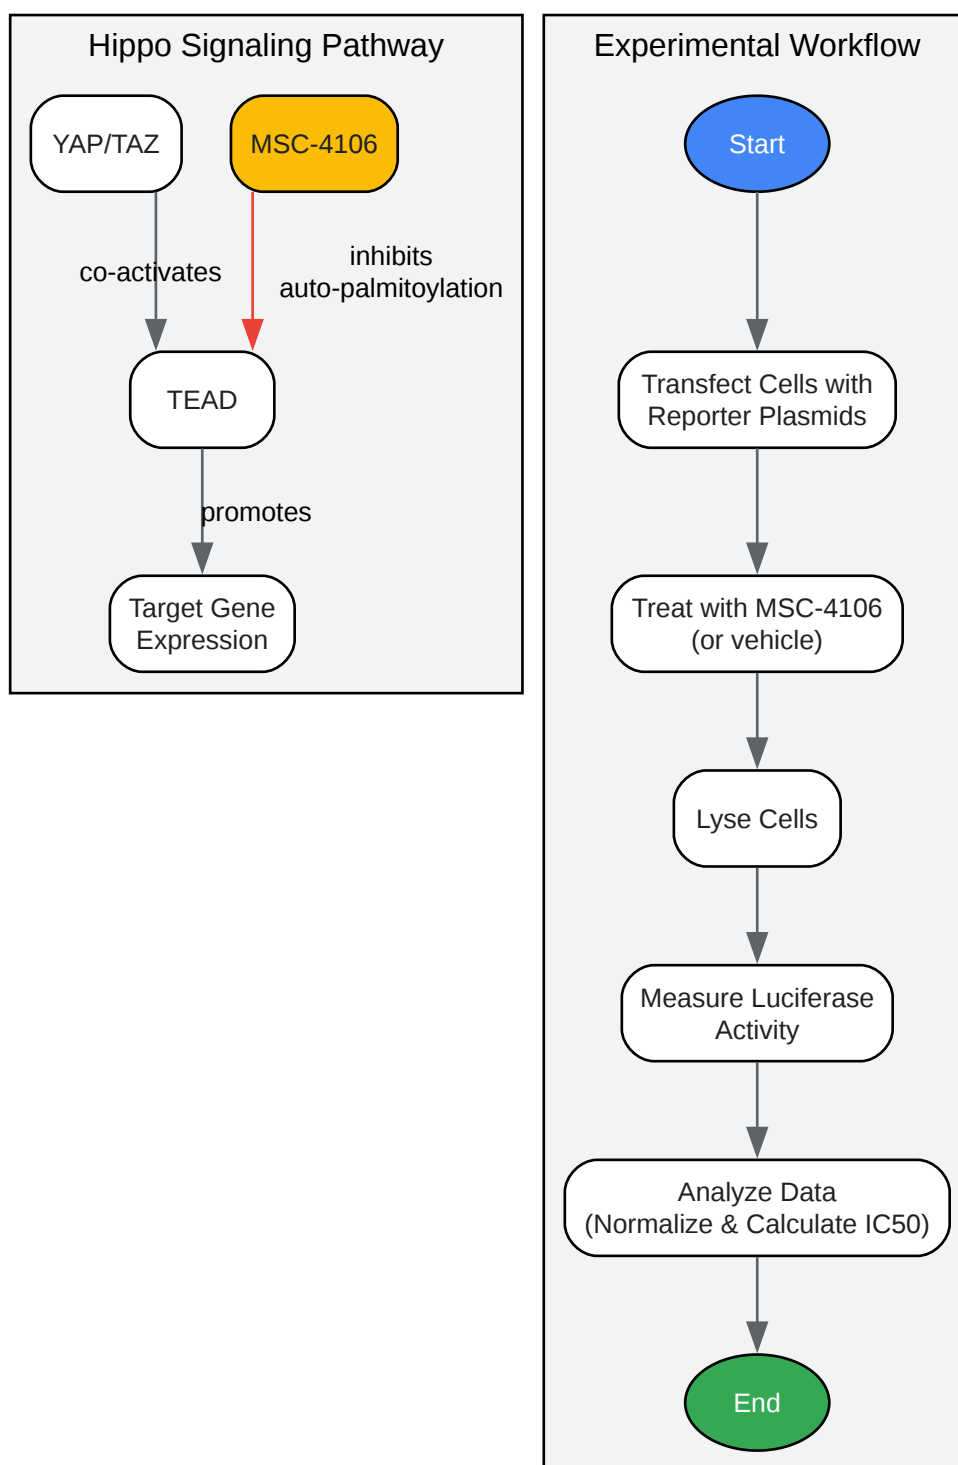 Hippo Signaling Pathway
YAP/TAZ
MSC-4106
co-activates
inhibits
auto-palmitoylation
TEAD
promotes
Target Gene
Expression
Experimental Workflow
Start
Transfect Cells with
Reporter Plasmids
Treat with MSC-4106
(or vehicle)
Lyse Cells
Measure Luciferase
Activity
Analyze Data
(Normalize & Calculate IC50)
End